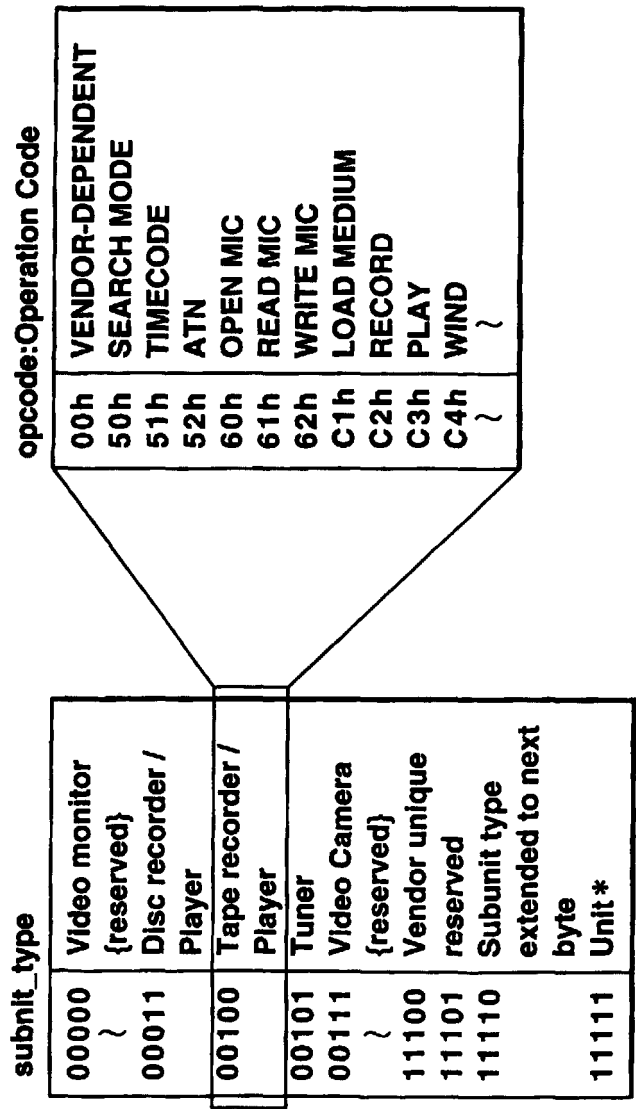 subnit_type
00000 Video monitor
~ {reserved}
00011 Disc recorder /
Player
00100 Tape recorder /
Player
00101 Tuner
00111 Video Camera
~ {reserved}
11100 Vendor unique
11101 reserved
11110 Subunit type
extended to next
byte
11111 Unit*
opcode:Operation Code
00h VENDOR-DEPENDENT
50h SEARCH MODE
51h TIMECODE
52h ATN
60h OPEN MIC
61h READ MIC
62h WRITE MIC
C1h LOAD MEDIUM
C2h RECORD
C3h PLAY
C4h WIND
~ ~